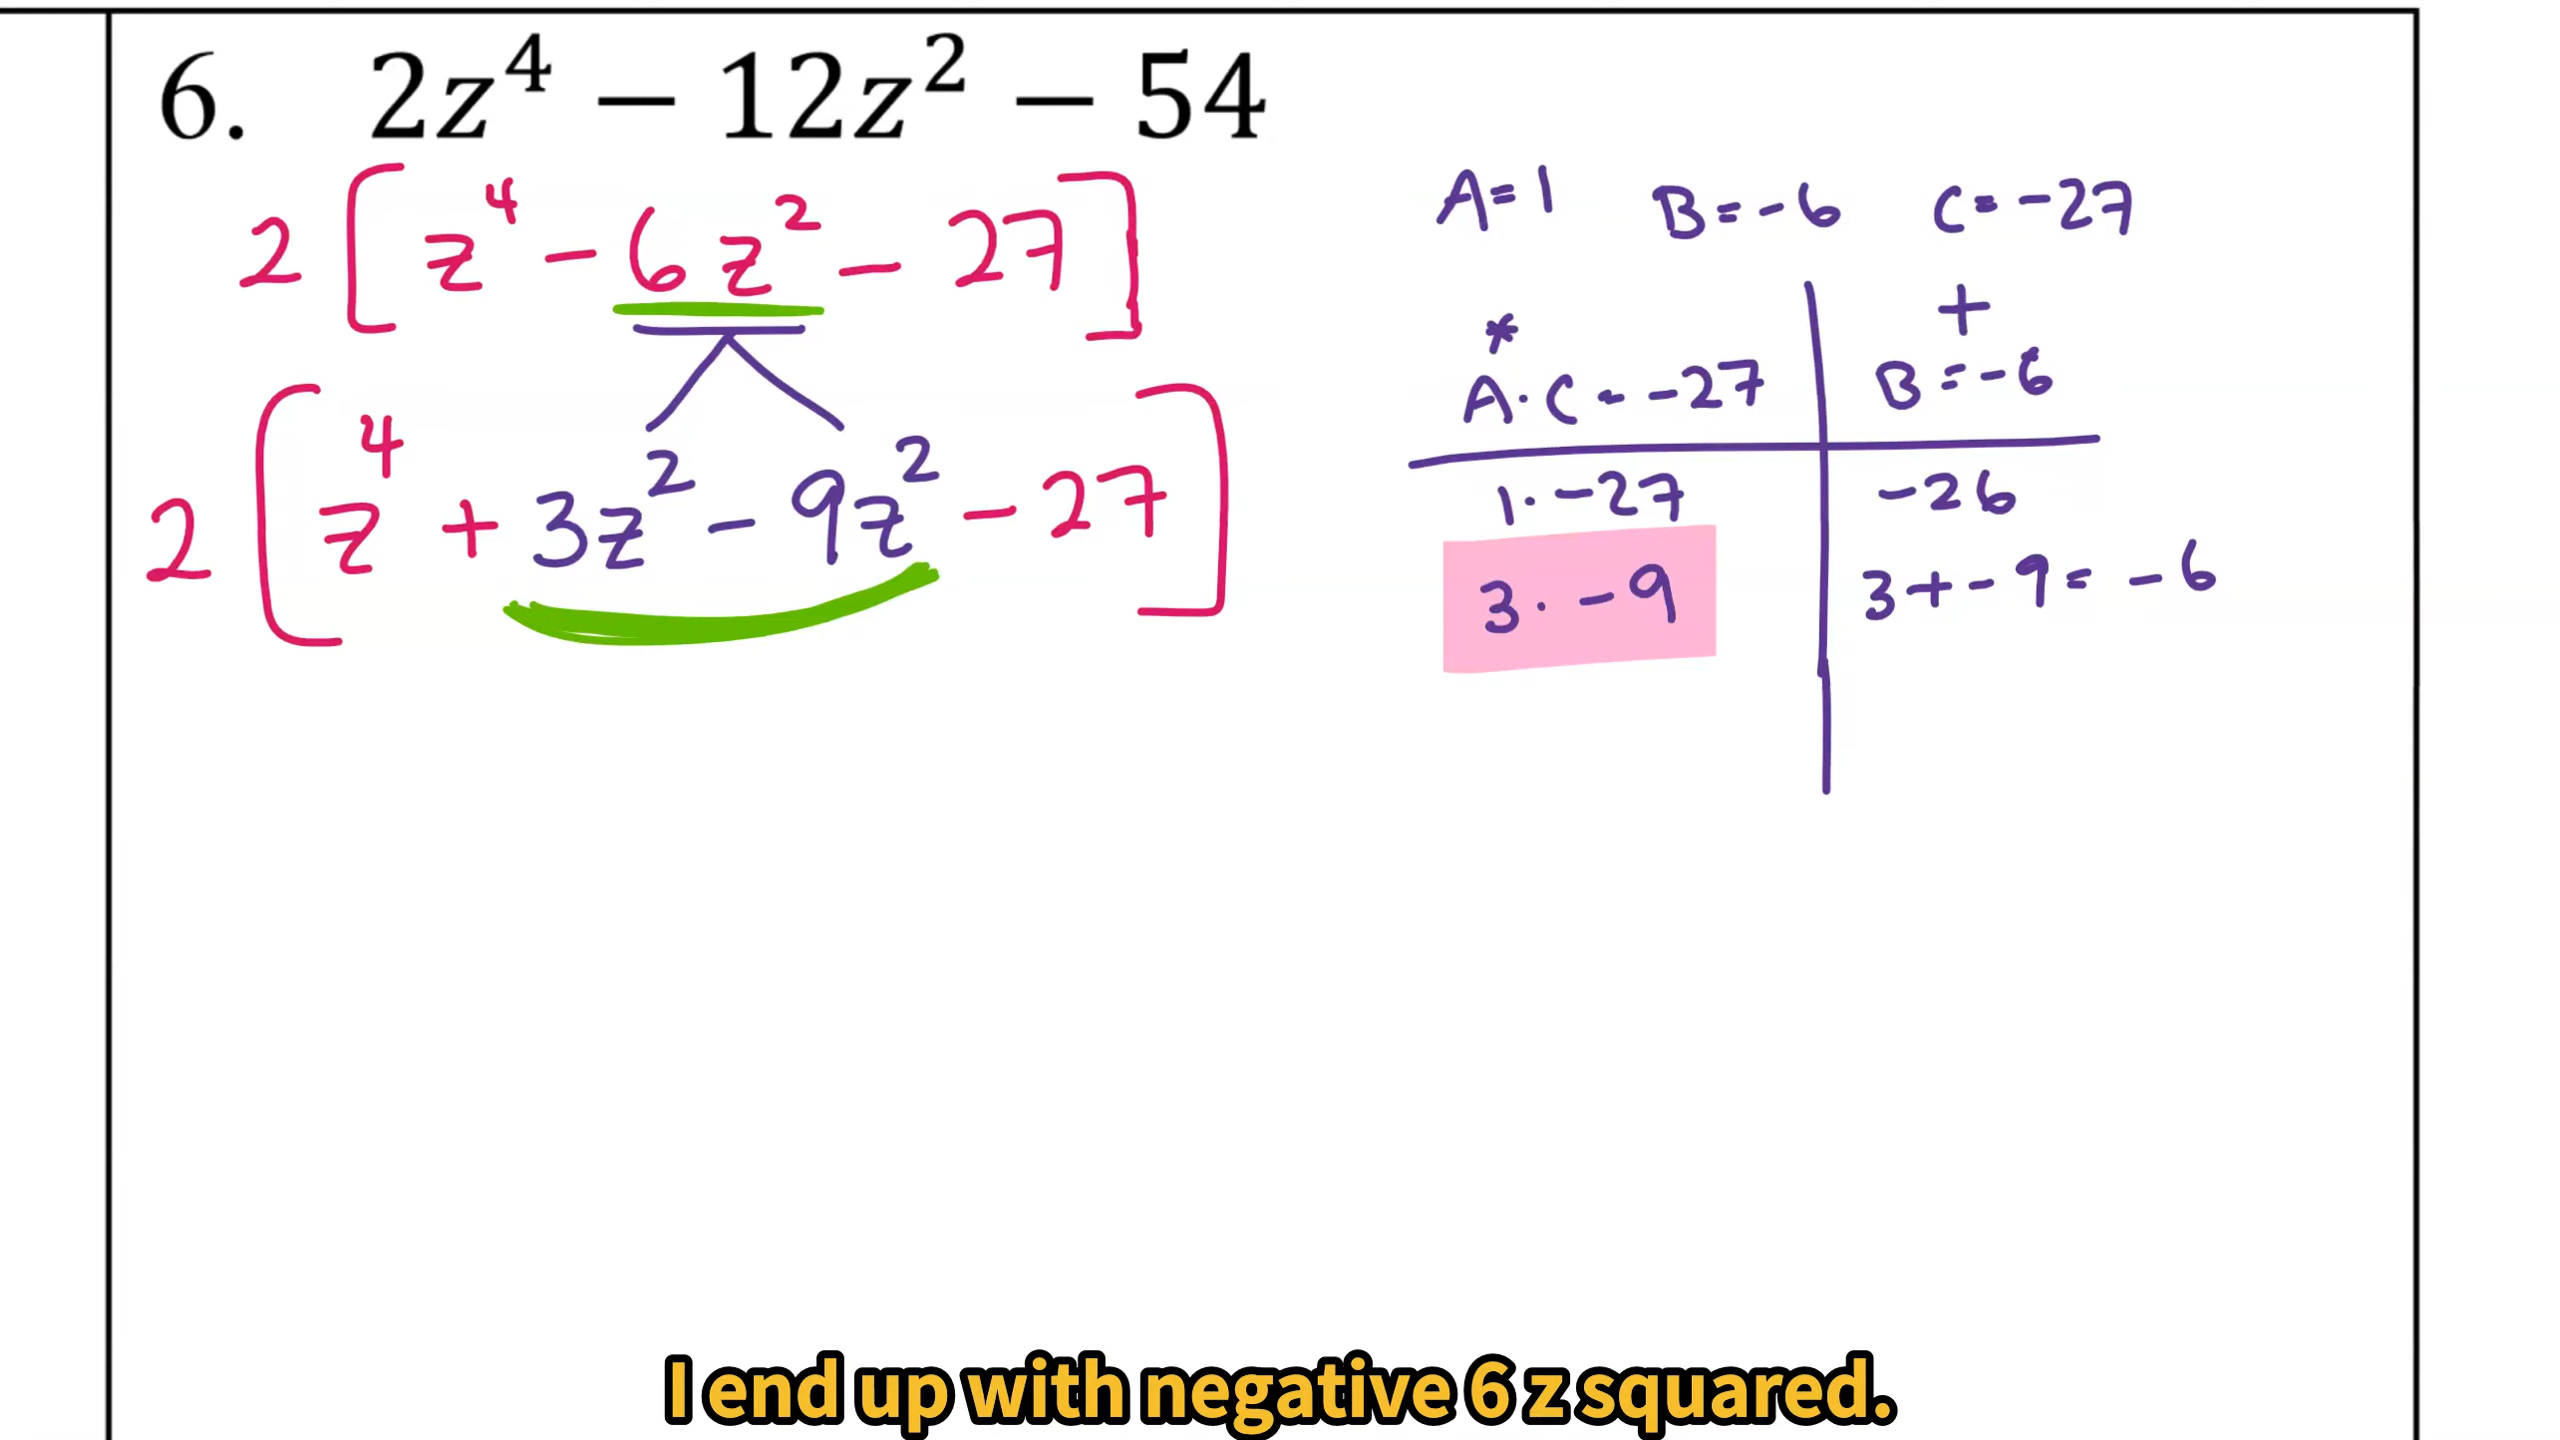 6. 2z⁴ − 12z² − 54
2[z⁴ − 6z² − 27]
2[z⁴ + 3z² − 9z² − 27]
A=1 B=-6 C=-27
* +
A·C=-27 B=-6
1·-27 -26
3·-9 3+-9=-6
I end up with negative 6 z squared.